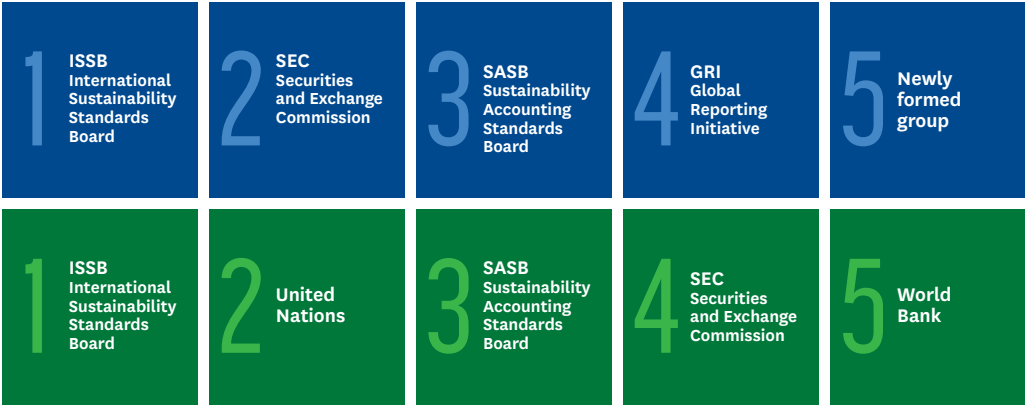 1
ISSB
International
Sustainability
Standards
Board
2
SEC
Securities
and Exchange
Commission
3
SASB
Sustainability
Accounting
Standards
Board
4
GRI
Global
Reporting
Initiative
5
Newly
formed
group
1
ISSB
International
Sustainability
Standards
Board
2
United
Nations
3
SASB
Sustainability
Accounting
Standards
Board
4
SEC
Securities
and Exchange
Commission
5
World
Bank